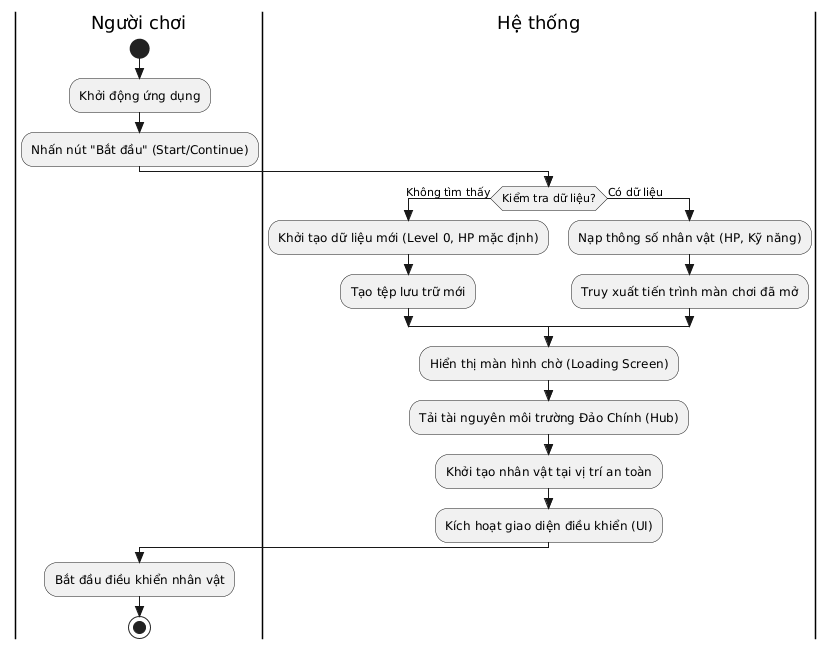 Người chơi
Hệ thống
Khởi động ứng dụng
Nhấn nút "Bắt đầu" (Start/Continue)
Kiểm tra dữ liệu?
Không tìm thấy
Có dữ liệu
Khởi tạo dữ liệu mới (Level 0, HP mặc định)
Nạp thông số nhân vật (HP, Kỹ năng)
Tạo tệp lưu trữ mới
Truy xuất tiến trình màn chơi đã mở
Hiển thị màn hình chờ (Loading Screen)
Tải tài nguyên môi trường Đảo Chính (Hub)
Khởi tạo nhân vật tại vị trí an toàn
Kích hoạt giao diện điều khiển (UI)
Bắt đầu điều khiển nhân vật